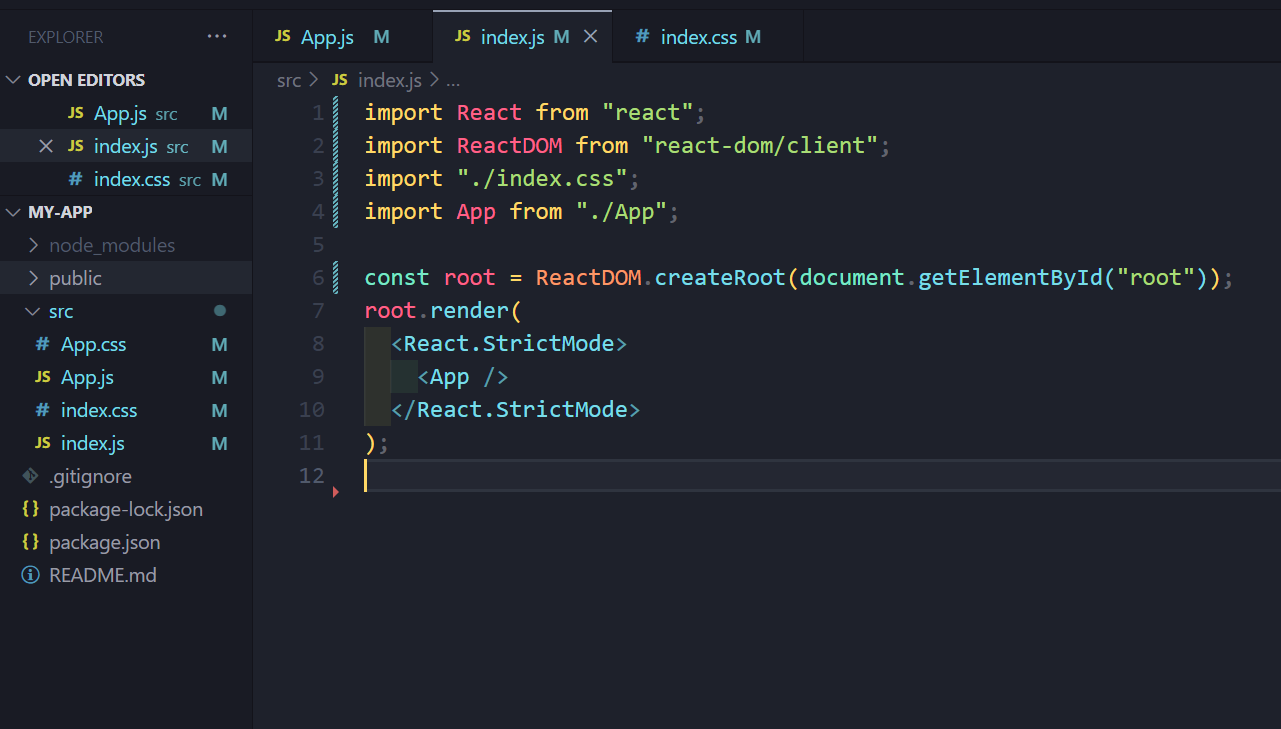 EXPLORER ...
OPEN EDITORS
JS App.js src M
JS index.js src M
# index.css src M
MY-APP
node_modules
public
src
# App.css M
JS App.js M
# index.css M
JS index.js M
.gitignore
{} package-lock.json
{} package.json
README.md
JS App.js M JS index.js M # index.css M
src > JS index.js > ...
1 import React from "react";
2 import ReactDOM from "react-dom/client";
3 import "./index.css";
4 import App from "./App";
5
6 const root = ReactDOM.createRoot(document.getElementById("root"));
7 root.render(
8   <React.StrictMode>
9     <App />
10   </React.StrictMode>
11 );
12